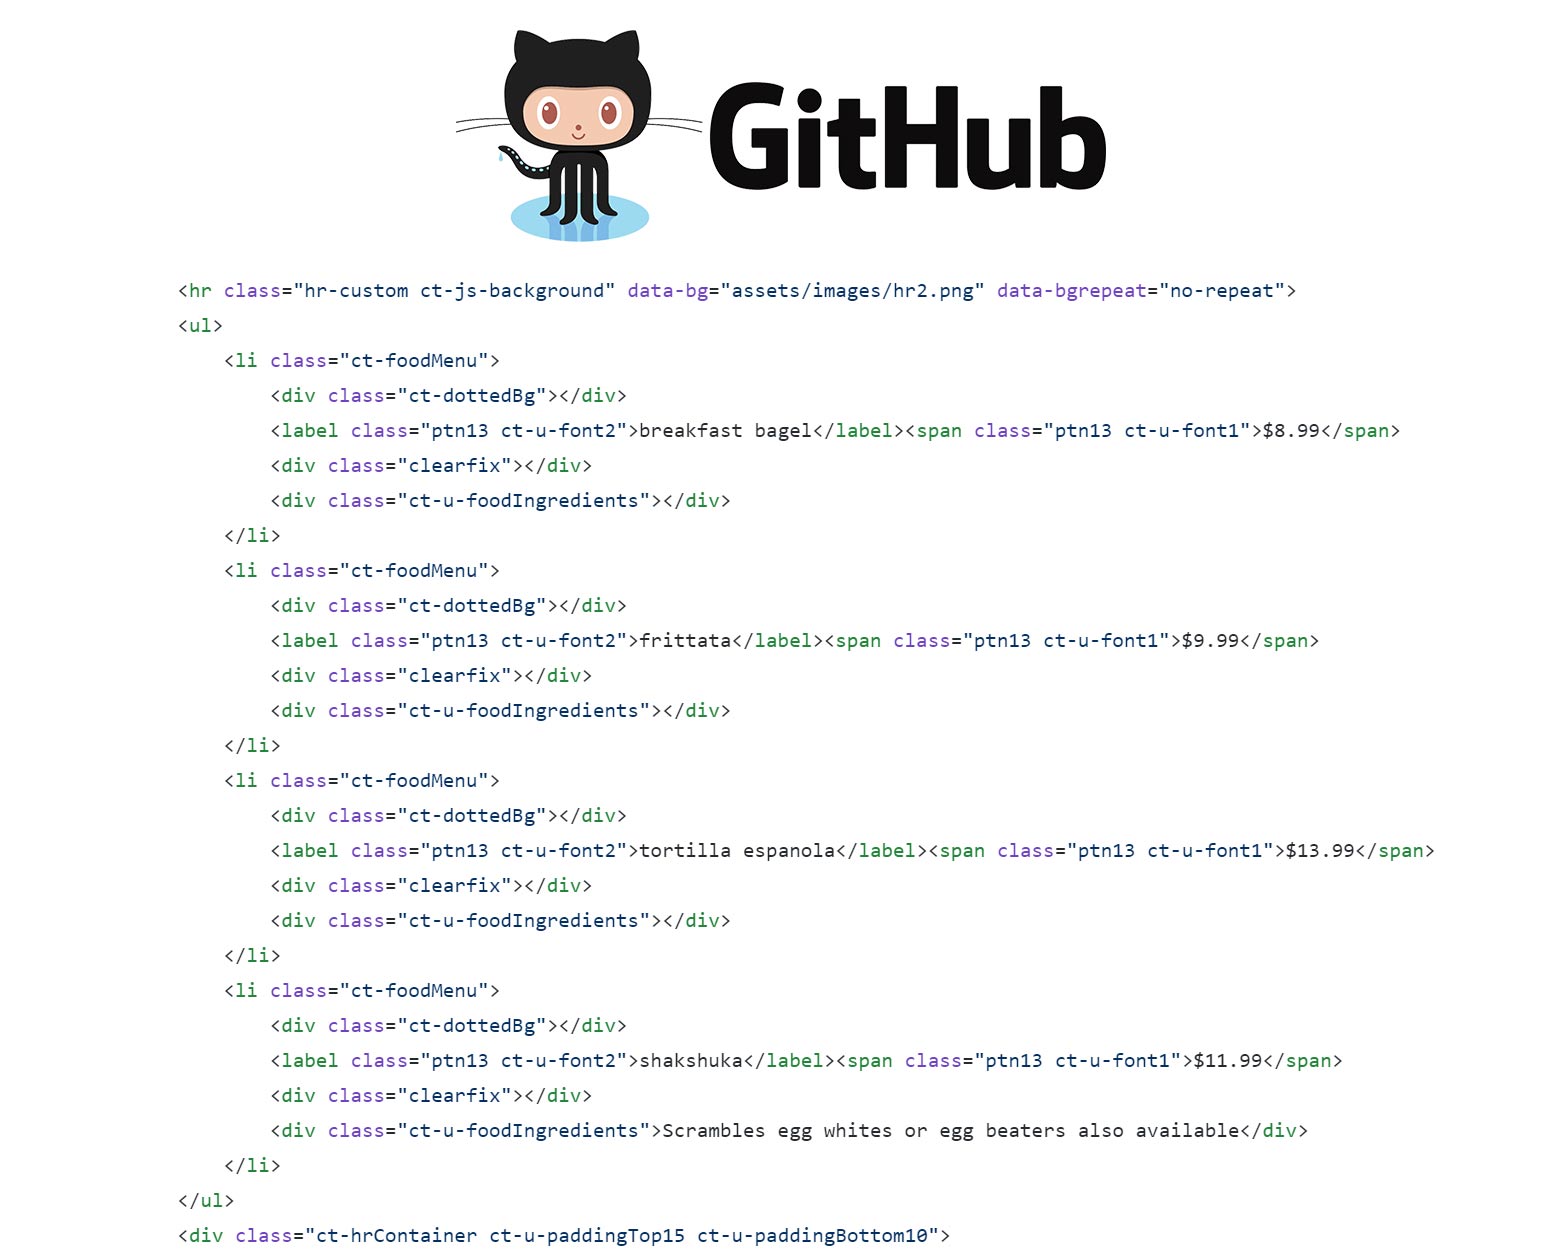 GitHub
<hr class="hr-custom ct-js-background" data-bg="assets/images/hr2.png" data-bgrepeat="no-repeat">
<ul>
    <li class="ct-foodMenu">
        <div class="ct-dottedBg"></div>
        <label class="ptn13 ct-u-font2">breakfast bagel</label><span class="ptn13 ct-u-font1">$8.99</span>
        <div class="clearfix"></div>
        <div class="ct-u-foodIngredients"></div>
    </li>
    <li class="ct-foodMenu">
        <div class="ct-dottedBg"></div>
        <label class="ptn13 ct-u-font2">frittata</label><span class="ptn13 ct-u-font1">$9.99</span>
        <div class="clearfix"></div>
        <div class="ct-u-foodIngredients"></div>
    </li>
    <li class="ct-foodMenu">
        <div class="ct-dottedBg"></div>
        <label class="ptn13 ct-u-font2">tortilla espanola</label><span class="ptn13 ct-u-font1">$13.99</span>
        <div class="clearfix"></div>
        <div class="ct-u-foodIngredients"></div>
    </li>
    <li class="ct-foodMenu">
        <div class="ct-dottedBg"></div>
        <label class="ptn13 ct-u-font2">shakshuka</label><span class="ptn13 ct-u-font1">$11.99</span>
        <div class="clearfix"></div>
        <div class="ct-u-foodIngredients">Scrambles egg whites or egg beaters also available</div>
    </li>
</ul>
<div class="ct-hrContainer ct-u-paddingTop15 ct-u-paddingBottom10">